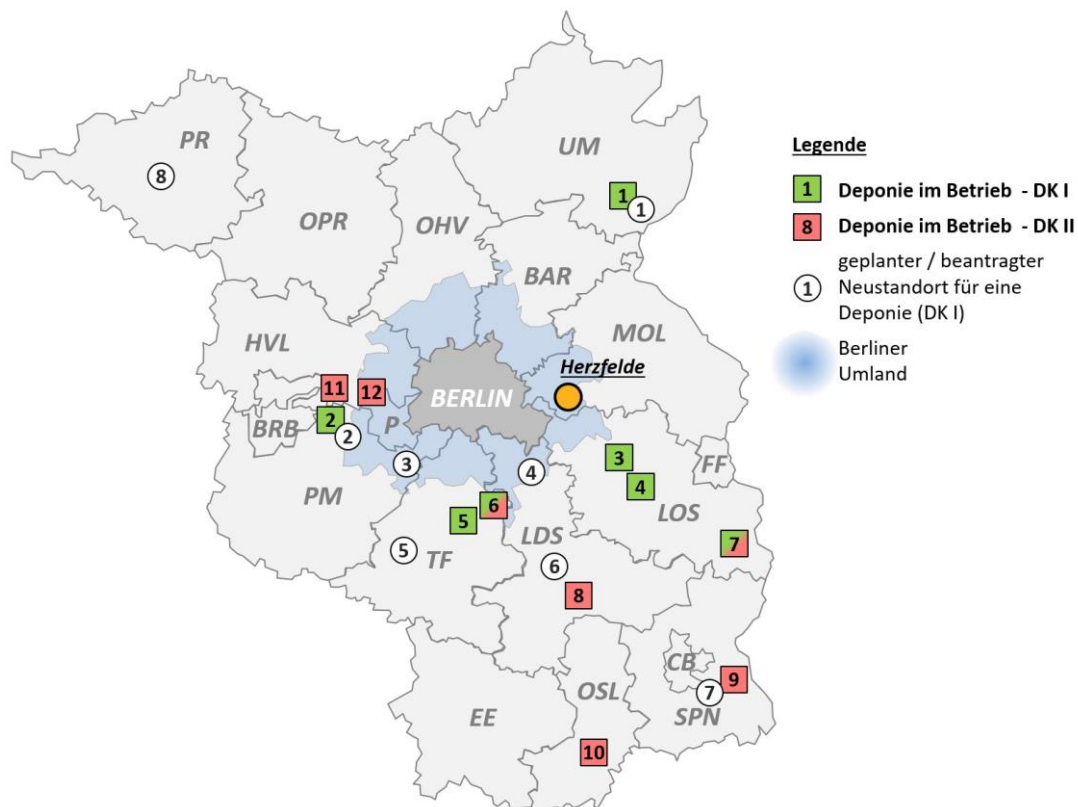 PR
8
OPR
OHV
UM
1
1
BAR
MOL
HVL
11
12
BERLIN
Herzfelde
2
2
BRB
P
3
4
PM
3
4
FF
LOS
5
6
LDS
7
5
TF
6
8
CB
9
7
SPN
OSL
EE
10
Legende
1 Deponie im Betrieb - DK I
8 Deponie im Betrieb - DK II
geplanter / beantragter
1 Neustandort für eine
Deponie (DK I)
Berliner
Umland